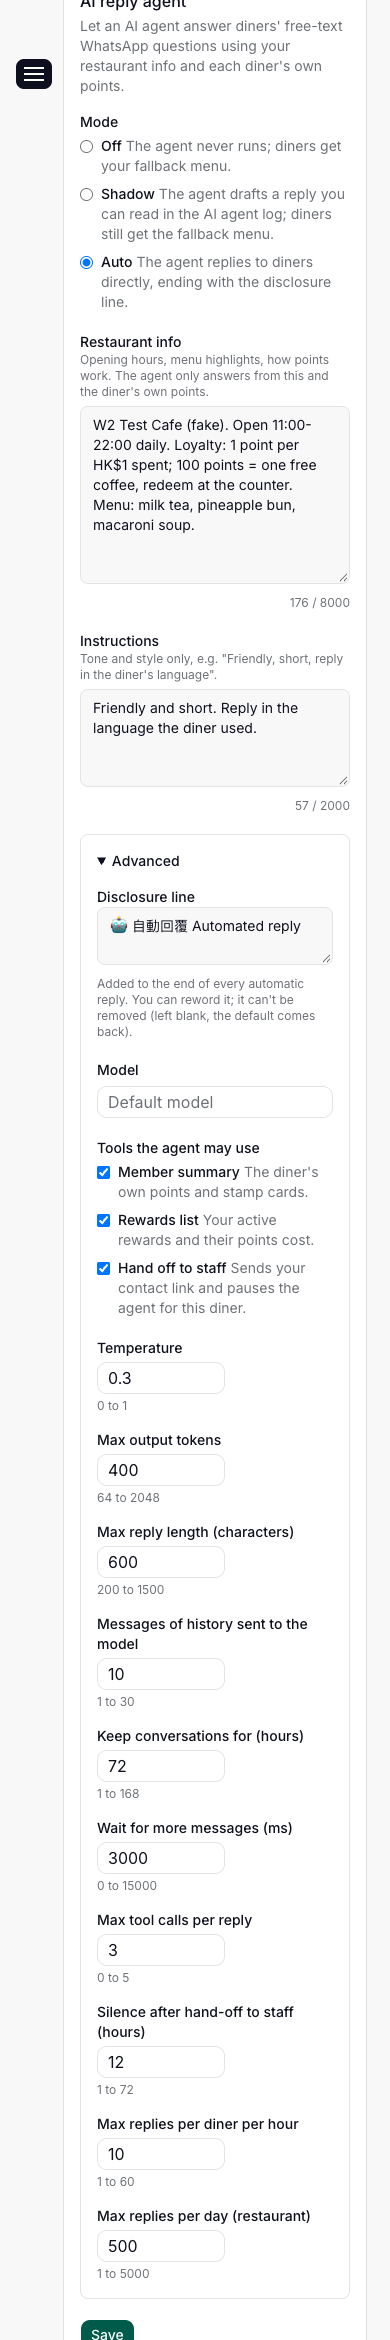 AI reply agent
Let an AI agent answer diners' free-text
WhatsApp questions using your
restaurant info and each diner's own
points.
Mode
Off The agent never runs; diners get
your fallback menu.
Shadow The agent drafts a reply you
can read in the AI agent log; diners
still get the fallback menu.
Auto The agent replies to diners
directly, ending with the disclosure
line.
Restaurant info
Opening hours, menu highlights, how points
work. The agent only answers from this and
the diner's own points.
W2 Test Cafe (fake). Open 11:00-
22:00 daily. Loyalty: 1 point per
HK$1 spent; 100 points = one free
coffee, redeem at the counter.
Menu: milk tea, pineapple bun,
macaroni soup.
176 / 8000
Instructions
Tone and style only, e.g. "Friendly, short, reply
in the diner's language".
Friendly and short. Reply in the
language the diner used.
57 / 2000
▼ Advanced
Disclosure line
🤖 自動回覆 Automated reply
Added to the end of every automatic
reply. You can reword it; it can't be
removed (left blank, the default comes
back).
Model
Default model
Tools the agent may use
Member summary The diner's
own points and stamp cards.
Rewards list Your active
rewards and their points cost.
Hand off to staff Sends your
contact link and pauses the
agent for this diner.
Temperature
0.3
0 to 1
Max output tokens
400
64 to 2048
Max reply length (characters)
600
200 to 1500
Messages of history sent to the
model
10
1 to 30
Keep conversations for (hours)
72
1 to 168
Wait for more messages (ms)
3000
0 to 15000
Max tool calls per reply
3
0 to 5
Silence after hand-off to staff
(hours)
12
1 to 72
Max replies per diner per hour
10
1 to 60
Max replies per day (restaurant)
500
1 to 5000
Save